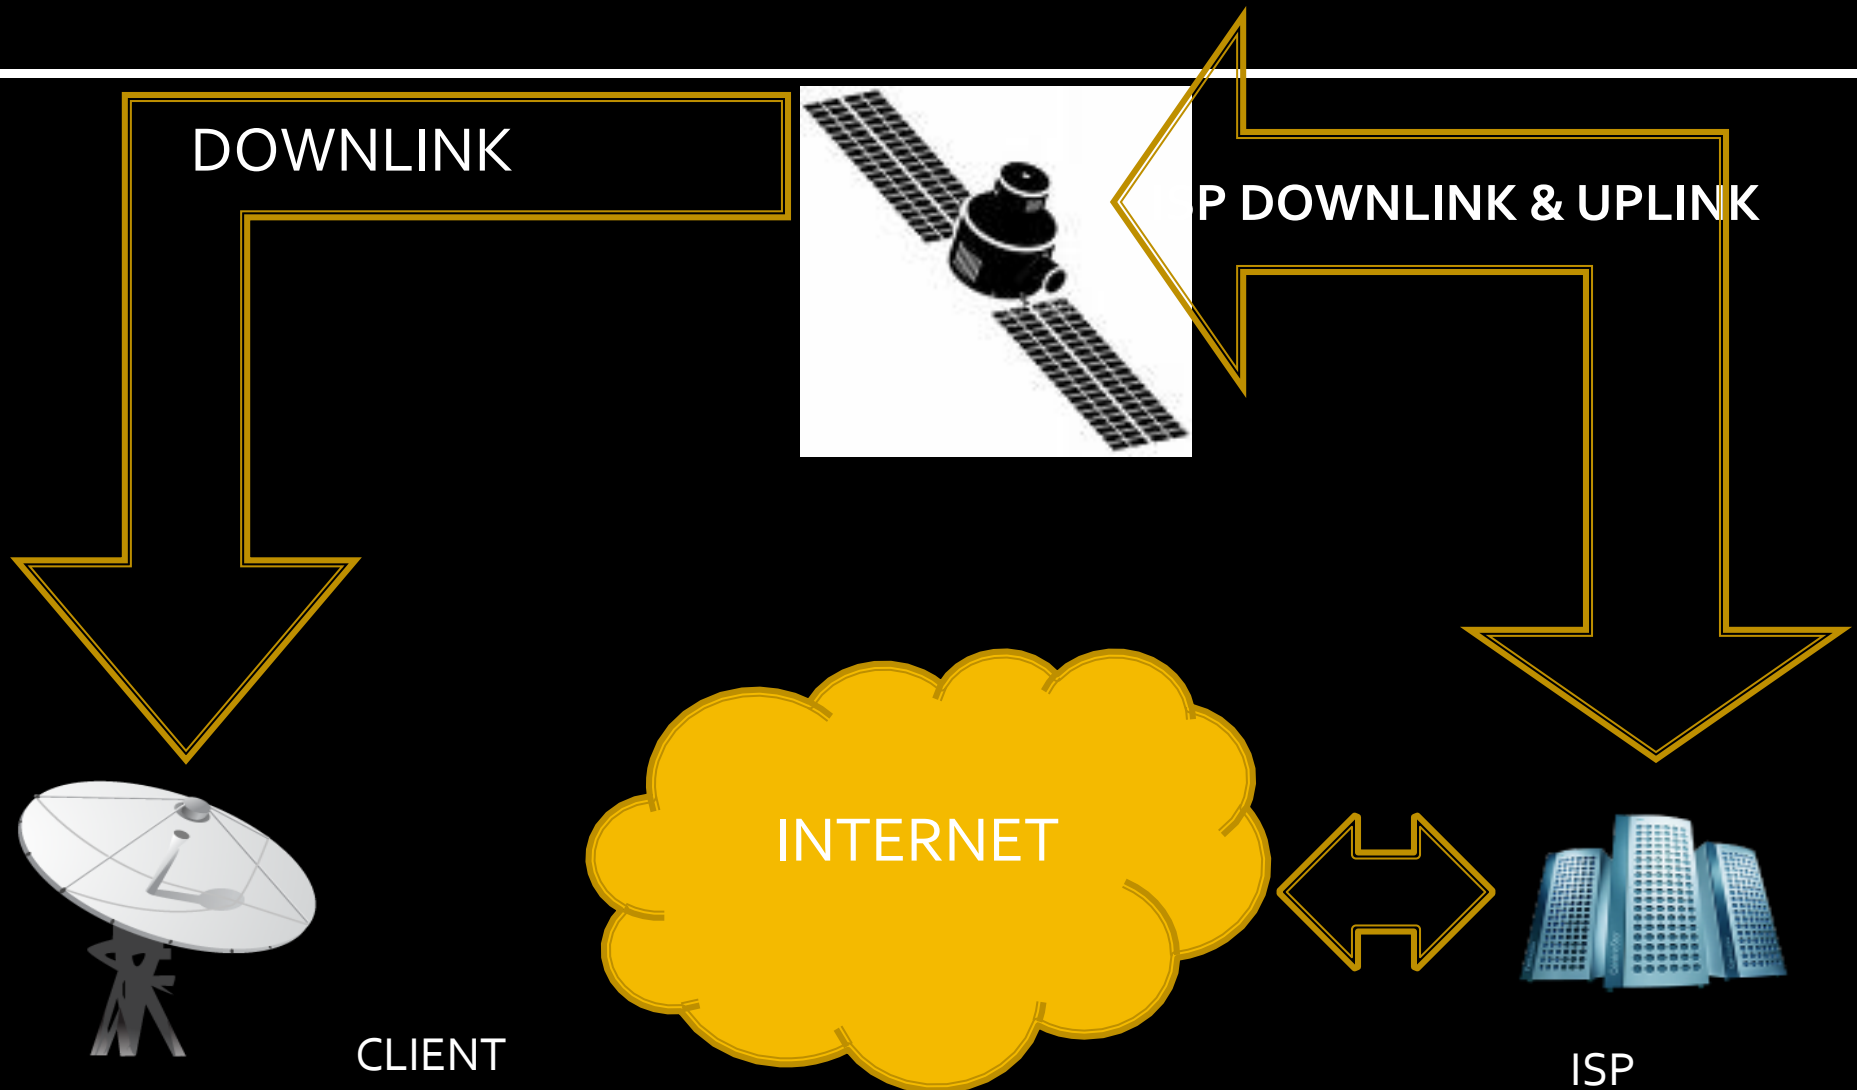 DOWNLINK
P DOWNLINK & UPLINK
INTERNET
CLIENT
ISP